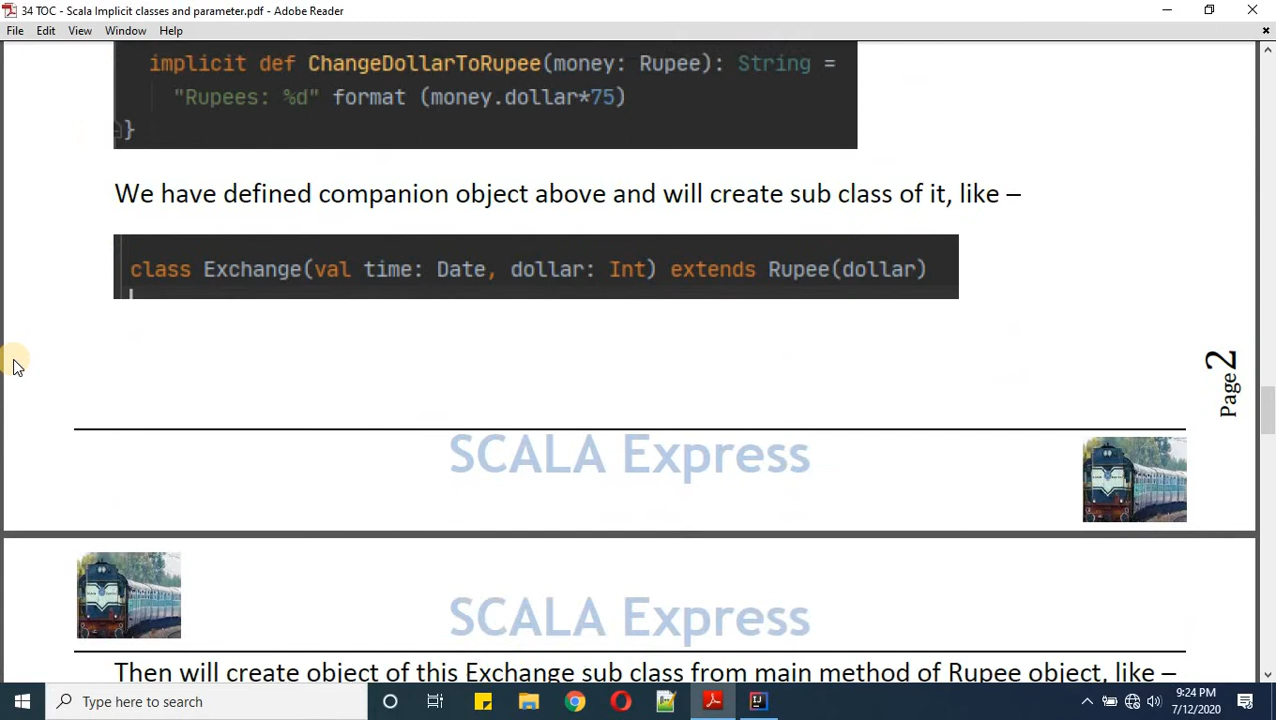 34 TOC - Scala Implicit classes and parameter.pdf - Adobe Reader
File Edit View Window Help
implicit def ChangeDollarToRupee(money: Rupee): String =
"Rupees: %d" format (money.dollar*75)
}
We have defined companion object above and will create sub class of it, like –
class Exchange(val time: Date, dollar: Int) extends Rupee(dollar)
Page2
SCALA Express
SCALA Express
Then will create object of this Exchange sub class from main method of Rupee object, like –
Type here to search
9:24 PM
7/12/2020